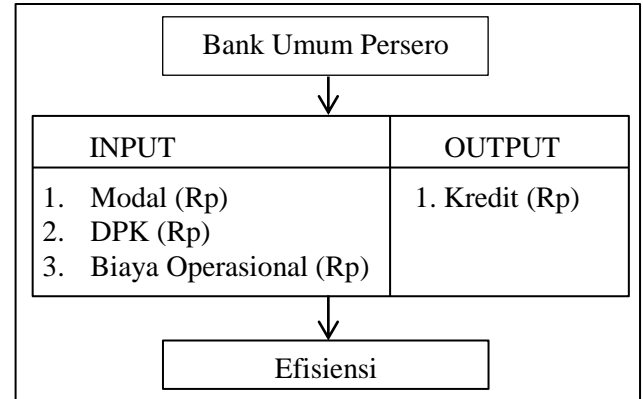 Bank Umum Persero
INPUT
OUTPUT
1. Modal (Rp)
2. DPK (Rp)
3. Biaya Operasional (Rp)
1. Kredit (Rp)
Efisiensi